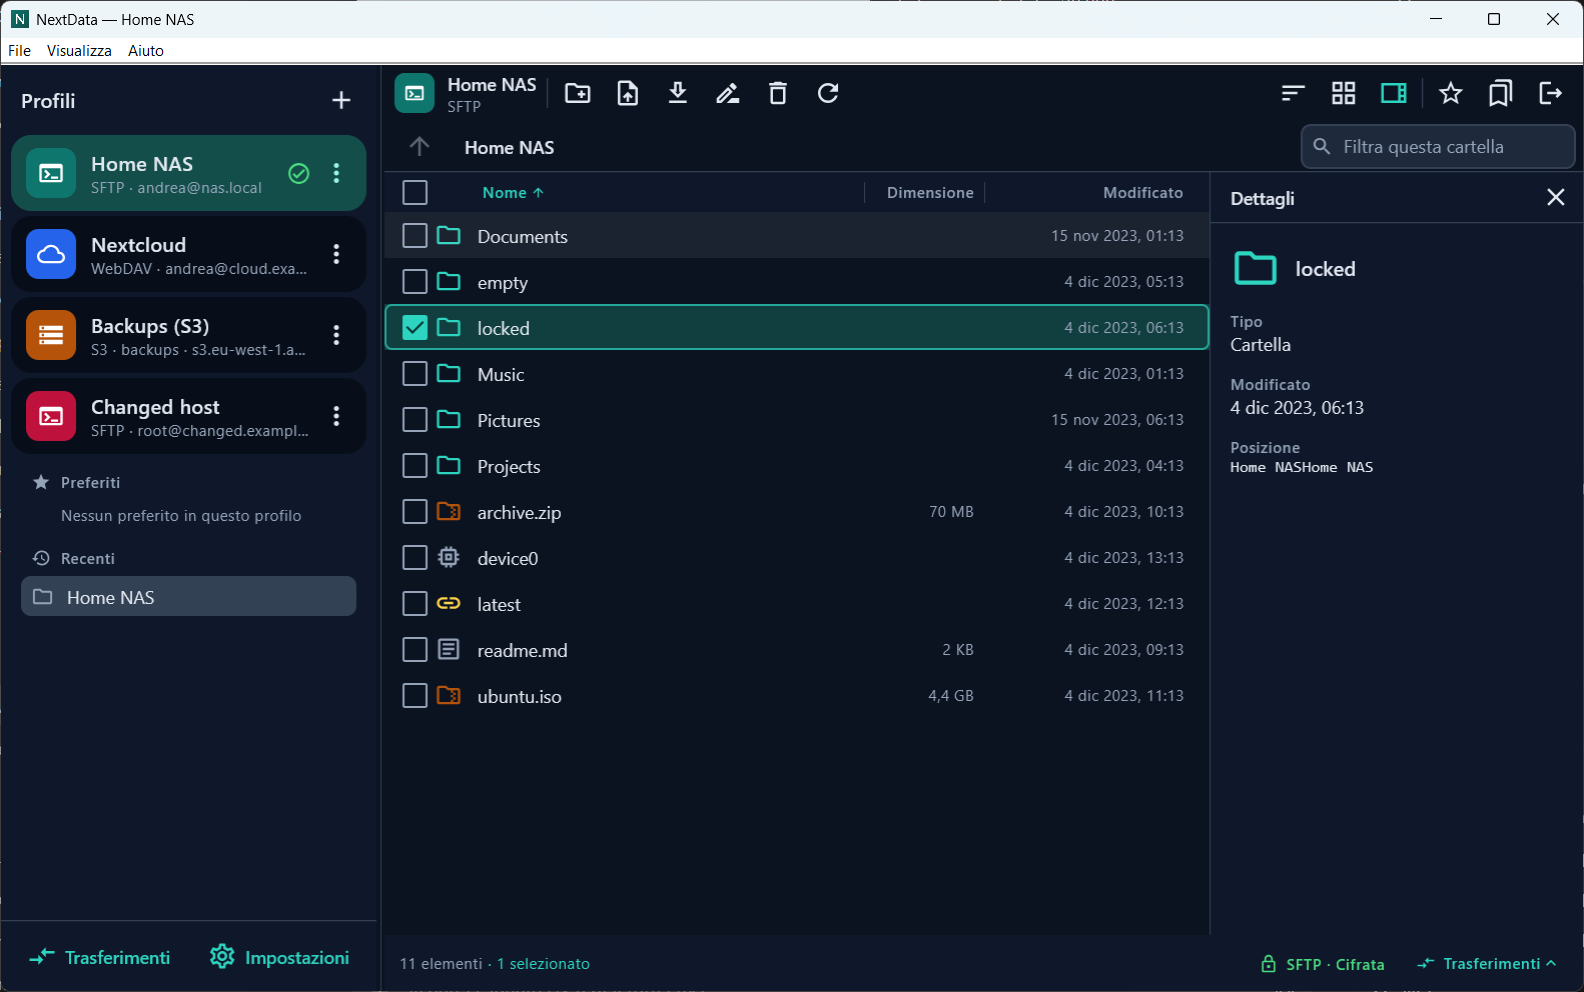 NextData — Home NAS
File Visualizza Aiuto
Profili
Home NAS
SFTP · andrea@nas.local
Nextcloud
WebDAV · andrea@cloud.exa...
Backups (S3)
S3 · backups · s3.eu-west-1.a...
Changed host
SFTP · root@changed.exampl...
Preferiti
Nessun preferito in questo profilo
Recenti
Home NAS
Trasferimenti Impostazioni
Home NAS
SFTP
Home NAS
Filtra questa cartella
Nome Dimensione Modificato
Documents 15 nov 2023, 01:13
empty 4 dic 2023, 05:13
locked 4 dic 2023, 06:13
Music 4 dic 2023, 01:13
Pictures 15 nov 2023, 06:13
Projects 4 dic 2023, 04:13
archive.zip 70 MB 4 dic 2023, 10:13
device0 4 dic 2023, 13:13
latest 4 dic 2023, 12:13
readme.md 2 KB 4 dic 2023, 09:13
ubuntu.iso 4,4 GB 4 dic 2023, 11:13
Dettagli
locked
Tipo
Cartella
Modificato
4 dic 2023, 06:13
Posizione
Home NASHome NAS
11 elementi · 1 selezionato
SFTP · Cifrata Trasferimenti